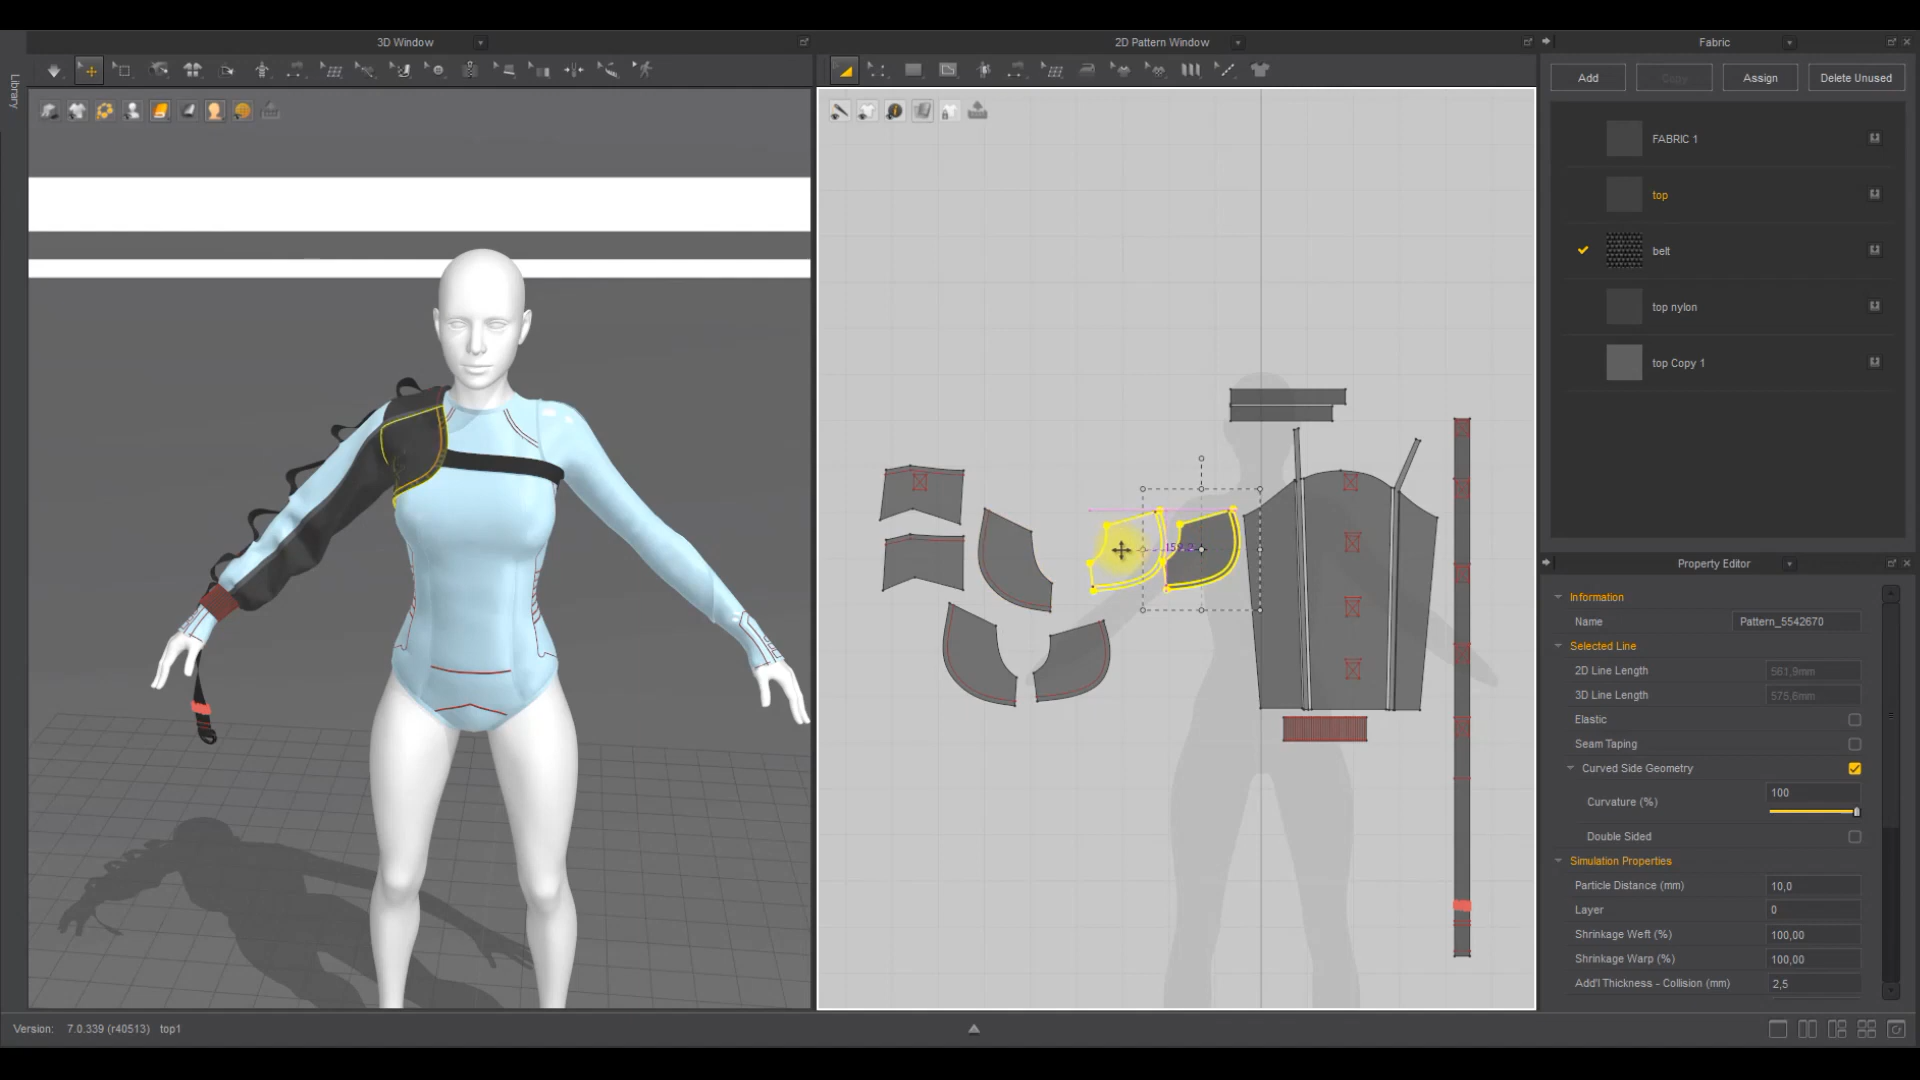 3D Window
2D Pattern Window
Fabric
Library
Add
Copy
Assign
Delete Unused
FABRIC 1
top
belt
top nylon
top Copy 1
Property Editor
Information
Name
Pattern_5542670
Selected Line
2D Line Length
561,9mm
3D Line Length
575,6mm
Elastic
Seam Taping
Curved Side Geometry
Curvature (%)
100
Double Sided
Simulation Properties
Particle Distance (mm)
10,0
Layer
0
Shrinkage Weft (%)
100,00
Shrinkage Warp (%)
100,00
Add'l Thickness - Collision (mm)
2,5
Version: 7.0.339 (r40513) top1